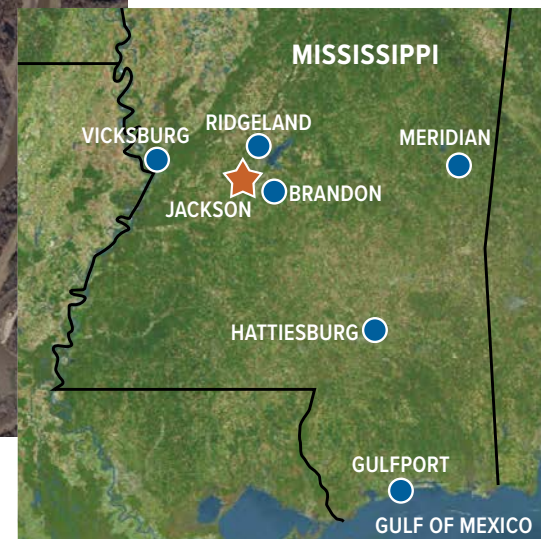 MISSISSIPPI
RIDGELAND
VICKSBURG
MERIDIAN
BRANDON
JACKSON
HATTIESBURG
GULFPORT
GULF OF MEXICO